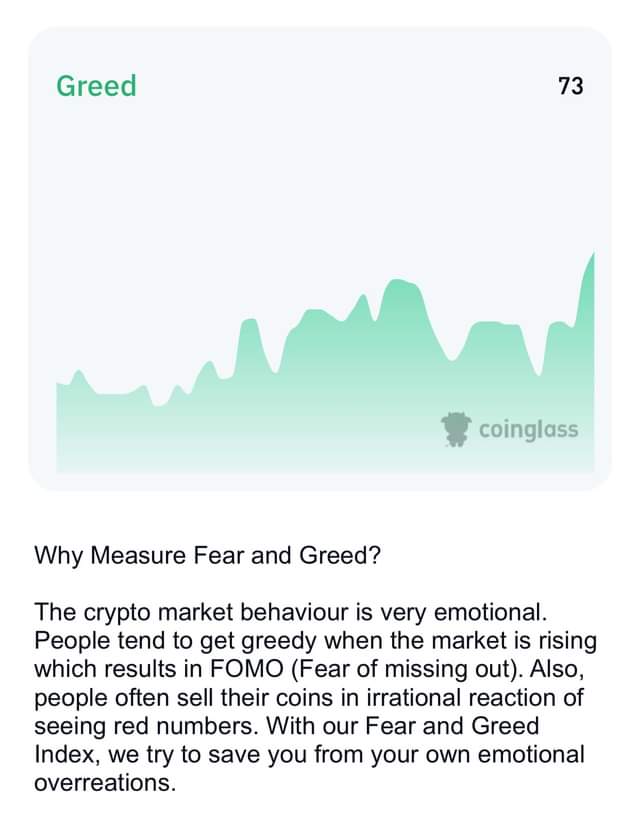 Greed
73
coinglass
Why Measure Fear and Greed?
The crypto market behaviour is very emotional.
People tend to get greedy when the market is rising
which results in FOMO (Fear of missing out). Also,
people often sell their coins in irrational reaction of
seeing red numbers. With our Fear and Greed
Index, we try to save you from your own emotional
overreations.